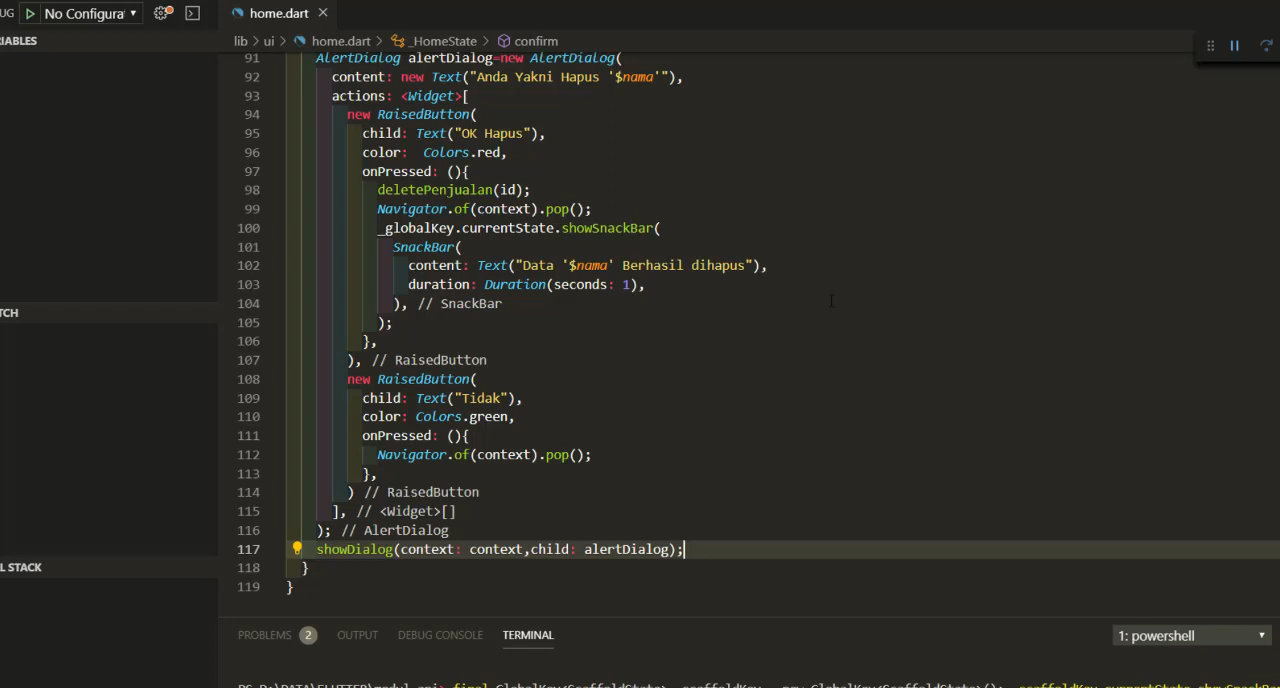 UG No Configurat
home.dart
lib > ui > home.dart > _HomeState > confirm
IABLES
91 AlertDialog alertDialog=new AlertDialog(
92 content: new Text("Anda Yakni Hapus '$nama'"),
93 actions: <Widget>[
94 new RaisedButton(
95 child: Text("OK Hapus"),
96 color:  Colors.red,
97 onPressed: (){
98 deletePenjualan(id);
99 Navigator.of(context).pop();
100 _globalKey.currentState.showSnackBar(
101 SnackBar(
102 content: Text("Data '$nama' Berhasil dihapus"),
103 duration: Duration(seconds: 1),
104 ), // SnackBar
105 );
106 },
107 ), // RaisedButton
108 new RaisedButton(
109 child: Text("Tidak"),
110 color: Colors.green,
111 onPressed: (){
112 Navigator.of(context).pop();
113 },
114 ) // RaisedButton
115 ], // <Widget>[]
116 ); // AlertDialog
117 showDialog(context: context,child: alertDialog);
118 }
119 }
TCH
L STACK
PROBLEMS 2 OUTPUT DEBUG CONSOLE TERMINAL 1: powershell